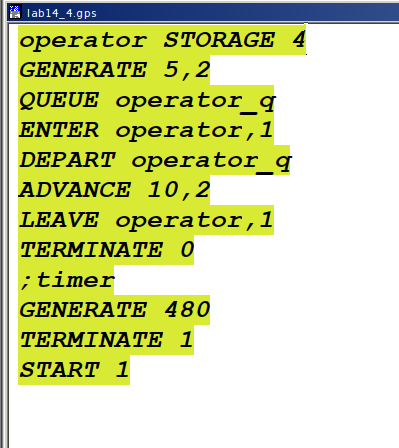 lab14_4.gps
operator STORAGE 4
GENERATE 5,2
QUEUE operator_q
ENTER operator,1
DEPART operator_q
ADVANCE 10,2
LEAVE operator,1
TERMINATE 0
;timer
GENERATE 480
TERMINATE 1
START 1